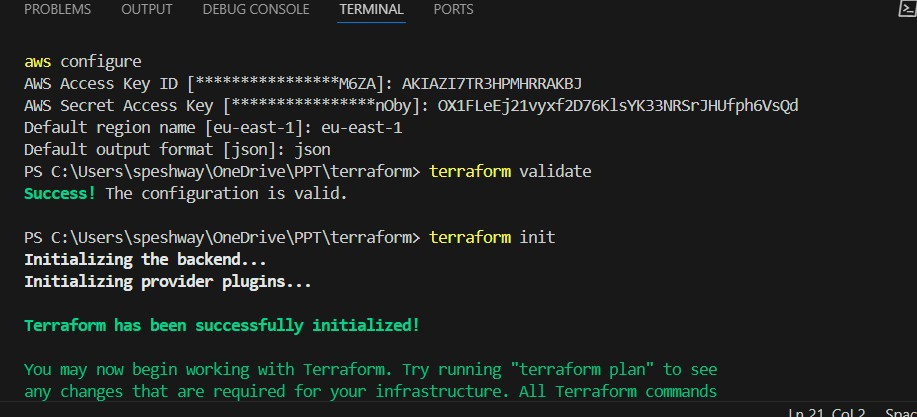 PROBLEMS OUTPUT DEBUG CONSOLE TERMINAL PORTS
aws configure
AWS Access Key ID [****************M6ZA]: AKIAZI7TR3HPMHRRAKBJ
AWS Secret Access Key [****************nOby]: 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
Default region name [eu-east-1]: eu-east-1
Default output format [json]: json
PS C:\Users\speshway\OneDrive\PPT\terraform> terraform validate
Success! The configuration is valid.
PS C:\Users\speshway\OneDrive\PPT\terraform> terraform init
Initializing the backend...
Initializing provider plugins...
Terraform has been successfully initialized!
You may now begin working with Terraform. Try running "terraform plan" to see
any changes that are required for your infrastructure. All Terraform commands
Ln 21, Col 2 Spac